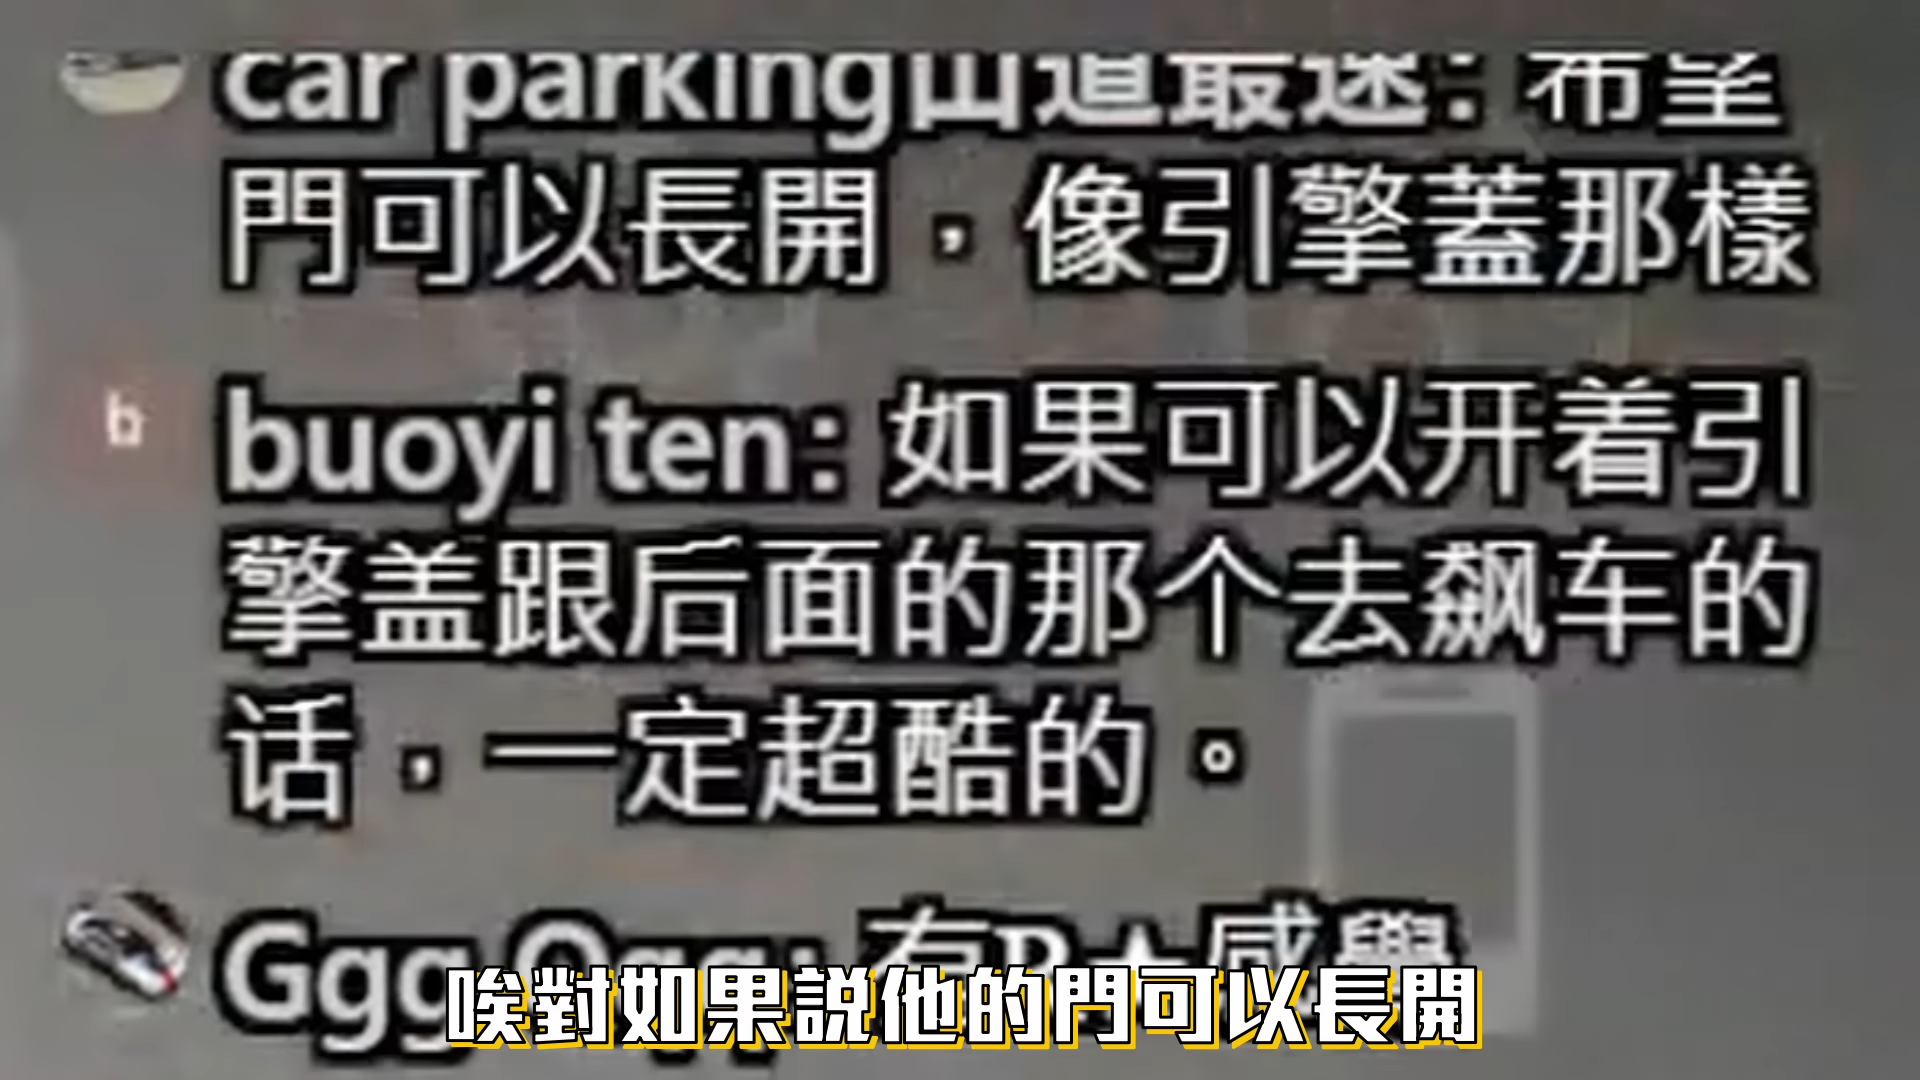 car parking山道最速: 希望
門可以長開，像引擎蓋那樣
b
buoyi ten: 如果可以开着引
擎盖跟后面的那个去飙车的
话，一定超酷的。
Ggg
唉對如果説他的門可以長開